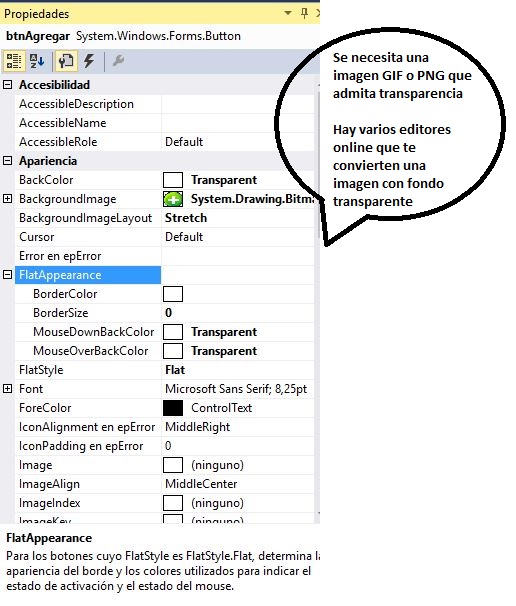 Propiedades
btnAgregar System.Windows.Forms.Button
Accesibilidad
AccessibleDescription
AccessibleName
AccessibleRole Default
Apariencia
BackColor Transparent
BackgroundImage System.Drawing.Bitm
BackgroundImageLayout Stretch
Cursor Default
Error en epError
FlatAppearance
BorderColor
BorderSize 0
MouseDownBackColor Transparent
MouseOverBackColor Transparent
FlatStyle Flat
Font Microsoft Sans Serif; 8,25pt
ForeColor ControlText
IconAlignment en epError MiddleRight
IconPadding en epError 0
Image (ninguno)
ImageAlign MiddleCenter
ImageIndex (ninguno)
ImageKey (ninguno)
FlatAppearance
Para los botones cuyo FlatStyle es FlatStyle.Flat, determina la
apariencia del borde y los colores utilizados para indicar el
estado de activación y el estado del mouse.
Se necesita una
imagen GIF o PNG que
admita transparencia
Hay varios editores
online que te
convierten una
imagen con fondo
transparente